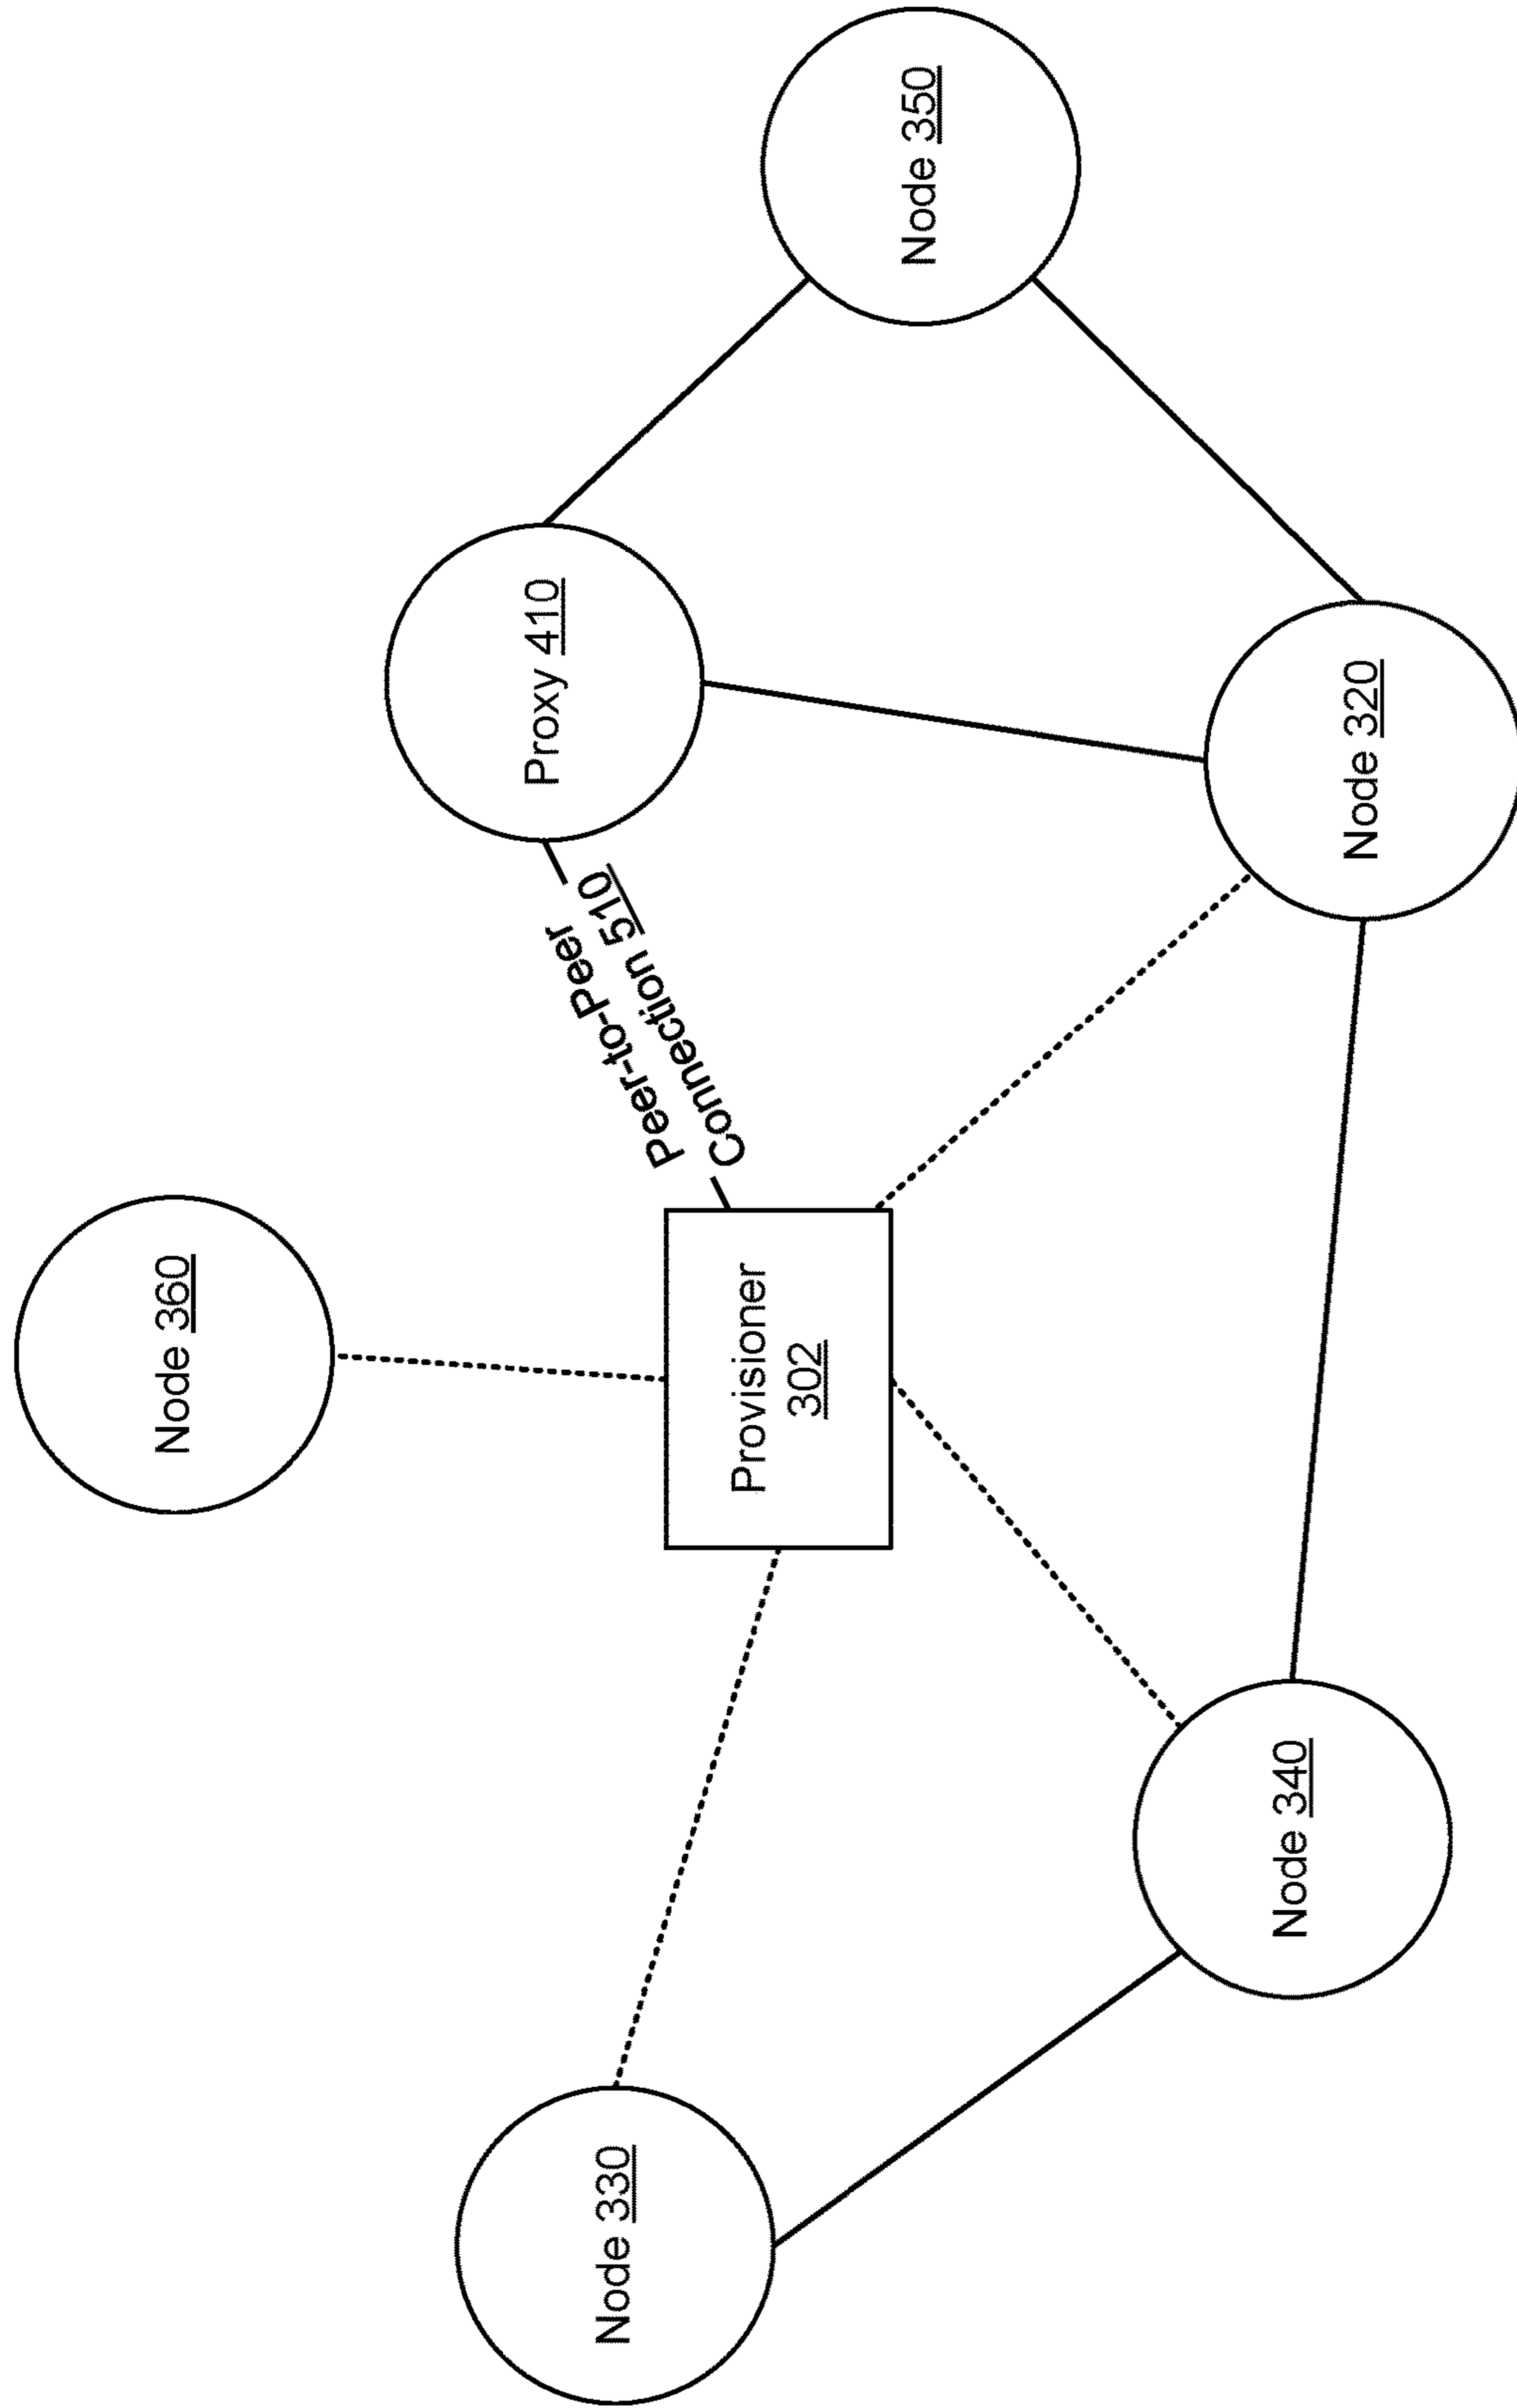 Node 360
Proxy 410
Node 330
Peer-to-Peer
Connection 510
Provisioner
302
Node 350
Node 340
Node 320